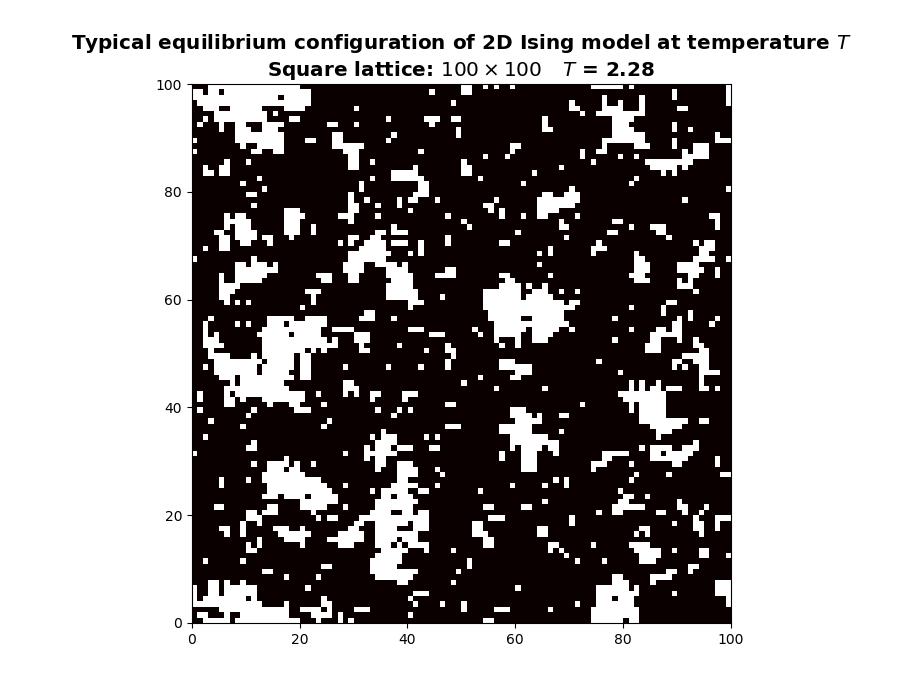 Typical equilibrium configuration of 2D Ising model at temperature T
Square lattice: 100 × 100 T = 2.28
100
80
60
40
20
0
0 20 40 60 80 100